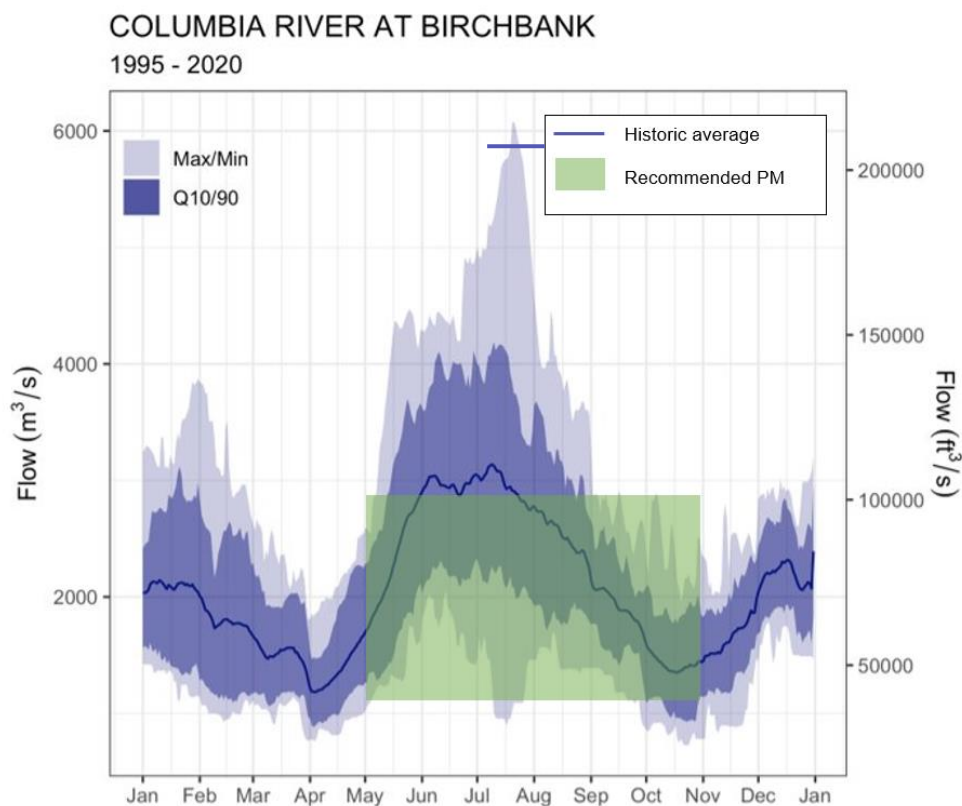 COLUMBIA RIVER AT BIRCHBANK
1995 - 2020
Flow (m³/s)
6000
4000
2000
Max/Min
Q10/90
Historic average
Recommended PM
200000
150000
100000
50000
Flow (ft³/s)
Jan Feb Mar Apr May Jun Jul Aug Sep Oct Nov Dec Jan